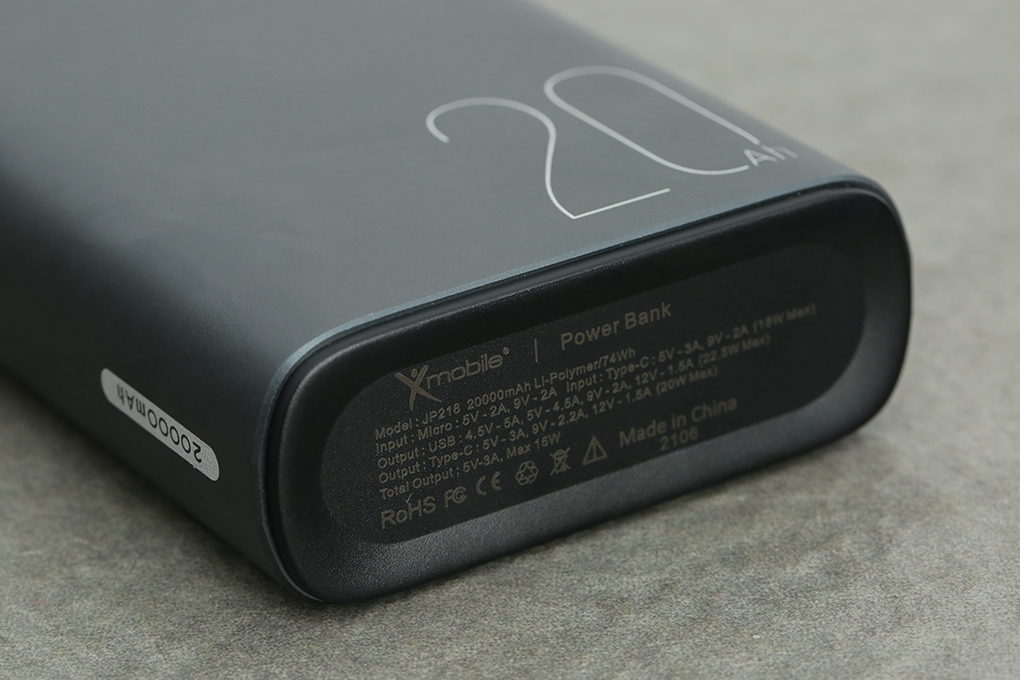 20Ah
20000mAh
Xmobile® | Power Bank
Model : JP218 20000mAh LI-Polymer/74Wh
Input : Micro : 5V - 2A, 9V - 2A Input : Type-C : 5V - 3A, 9V - 2A (18W Max)
Output : USB : 4.5V - 5A, 5V - 4.5A, 9V - 2A, 12V - 1.5A (22.5W Max)
Output : Type-C : 5V - 3A, 9V - 2.2A, 12V - 1.5A (20W Max)
Total Output : 5V-3A, Max 15W
RoHS FC CE Made in China
2106